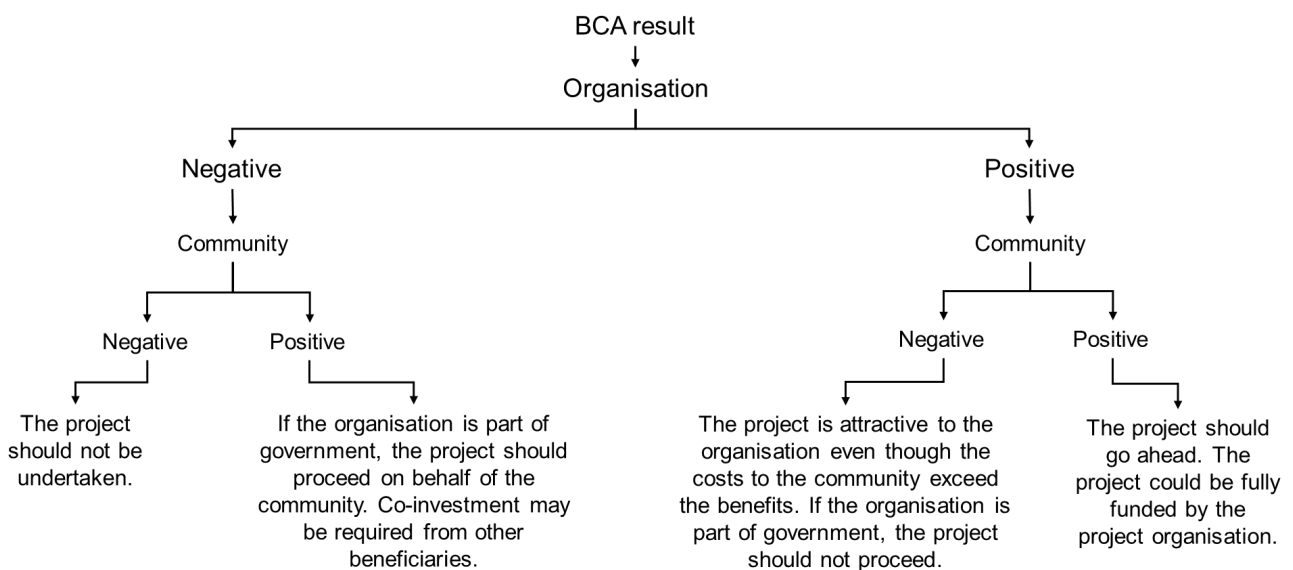 BCA result
Organisation
Negative
Positive
Community
Community
Negative
Positive
Negative
Positive
The project
should not be
undertaken.
If the organisation is part of
government, the project should
proceed on behalf of the
community. Co-investment may
be required from other
beneficiaries.
The project is attractive to the
organisation even though the
costs to the community exceed
the benefits. If the organisation is
part of government, the project
should not proceed.
The project should
go ahead. The
project could be fully
funded by the
project organisation.